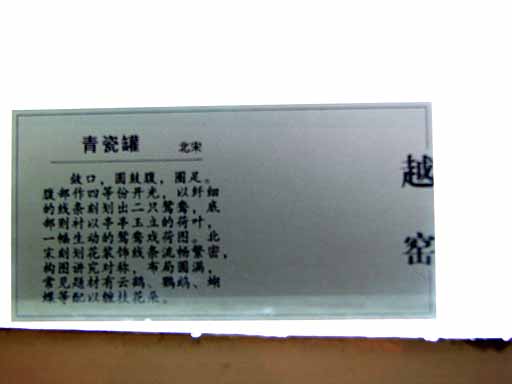 青瓷罐 北宋
敛口，圆鼓腹，圈足。
腹部作四等份开光，以纤细
的线条刻划出二只鸳鸯，底
部则衬以亭亭玉立的荷叶，
一幅生动的鸳鸯戏荷图。北
宋刻划花装饰线条流畅繁密，
构图讲究对称，布局圆满，
常见题材有云鹤、鹦鹉、蝴
蝶等配以缠枝花朵。
越窑